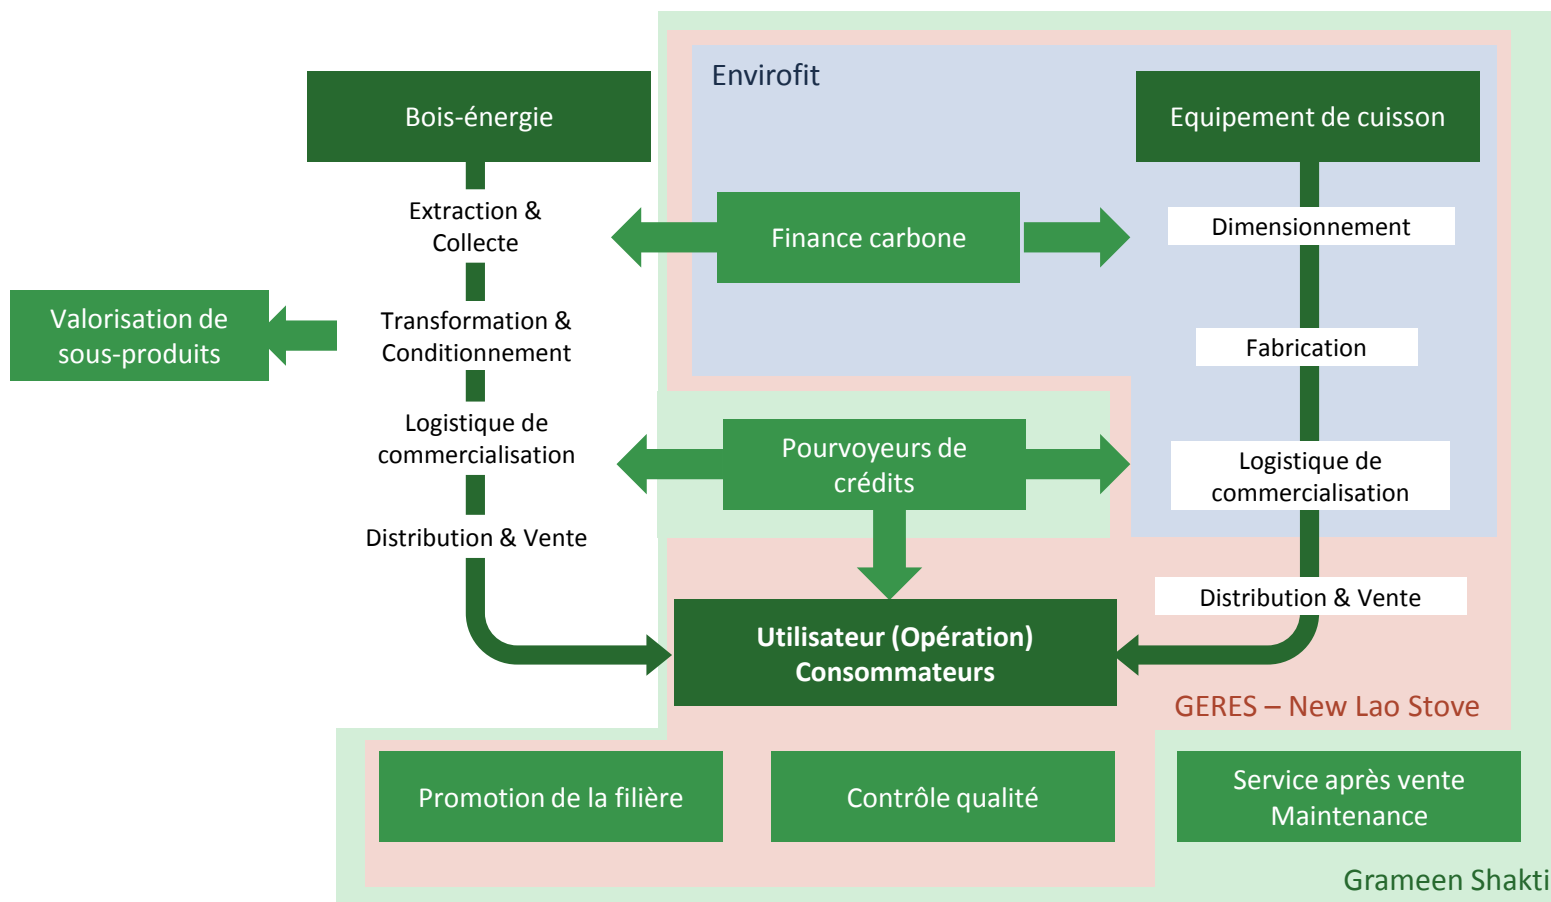 Envirofit
Bois-énergie
Equipement de cuisson
Extraction &
Collecte
Finance carbone
Dimensionnement
Valorisation de
sous-produits
Transformation &
Conditionnement
Fabrication
Logistique de
commercialisation
Pourvoyeurs de
crédits
Logistique de
commercialisation
Distribution & Vente
Distribution & Vente
Utilisateur (Opération)
Consommateurs
GERES – New Lao Stove
Promotion de la filière
Contrôle qualité
Service après vente
Maintenance
Grameen Shakti